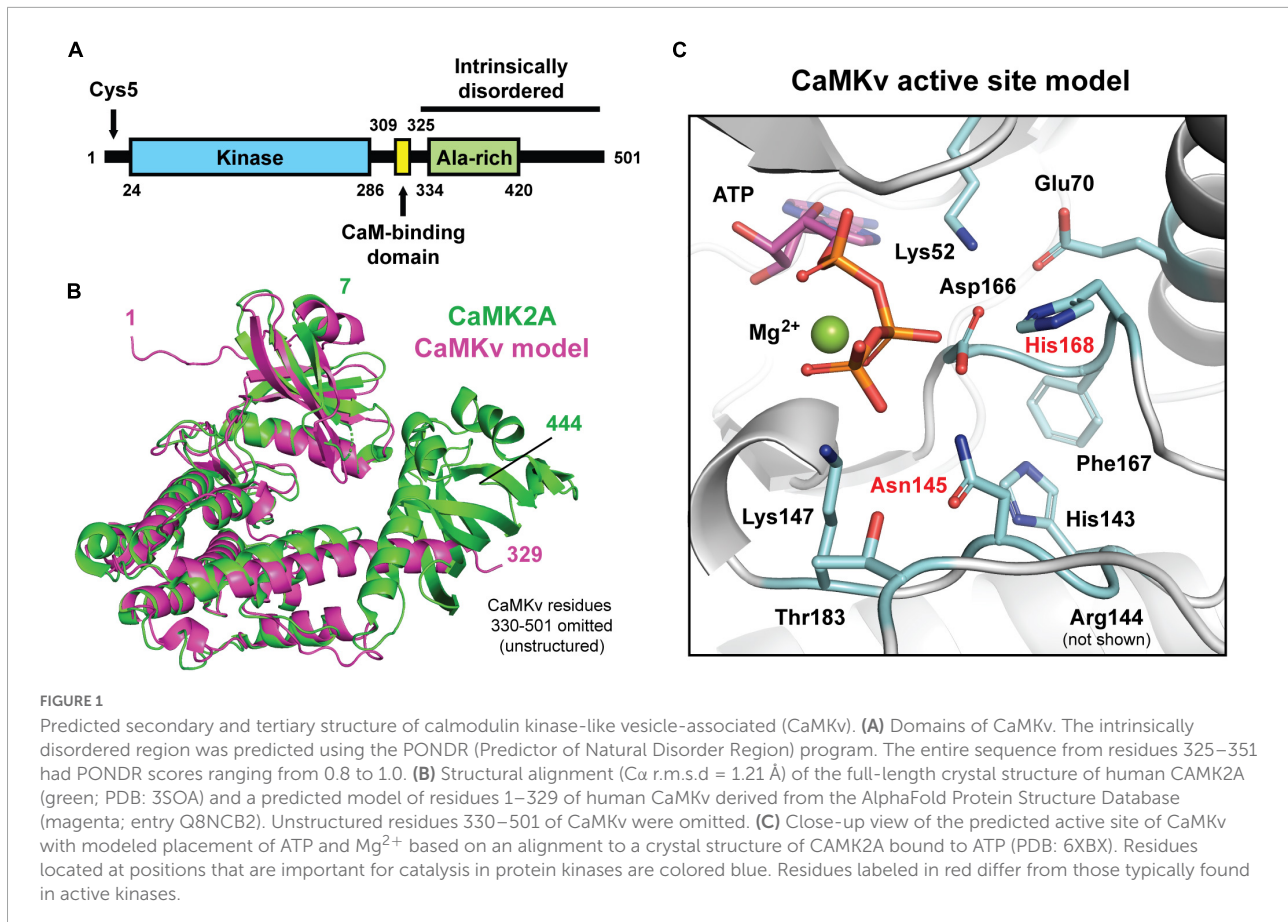 A
Cys5
Intrinsically
disordered
309 325
1 Kinase Ala-rich 501
24 286 334 420
CaM-binding
domain
B
1
7
CaMK2A
CaMKv model
444
329
CaMKv residues
330-501 omitted
(unstructured)
C
CaMKv active site model
ATP
Lys52
Glu70
Asp166
Mg2+
His168
Phe167
Asn145
Lys147
His143
Thr183
Arg144
(not shown)
FIGURE 1
Predicted secondary and tertiary structure of calmodulin kinase-like vesicle-associated (CaMKv). (A) Domains of CaMKv. The intrinsically
disordered region was predicted using the PONDR (Predictor of Natural Disorder Region) program. The entire sequence from residues 325–351
had PONDR scores ranging from 0.8 to 1.0. (B) Structural alignment (Cα r.m.s.d = 1.21 Å) of the full-length crystal structure of human CAMK2A
(green; PDB: 3SOA) and a predicted model of residues 1–329 of human CaMKv derived from the AlphaFold Protein Structure Database
(magenta; entry Q8NCB2). Unstructured residues 330–501 of CaMKv were omitted. (C) Close-up view of the predicted active site of CaMKv
with modeled placement of ATP and Mg2+ based on an alignment to a crystal structure of CAMK2A bound to ATP (PDB: 6XBX). Residues
located at positions that are important for catalysis in protein kinases are colored blue. Residues labeled in red differ from those typically found
in active kinases.